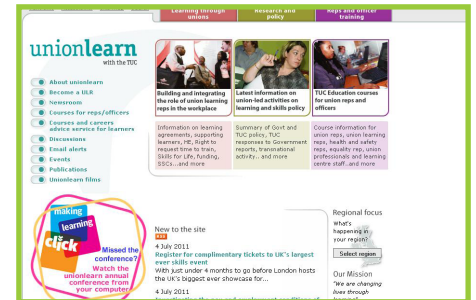 Learning through
unions
Research and
policy
Reps and officer
training
unionlearn
with the TUC
About unionlearn
Become a ULR
Newsroom
Courses for reps/officers
Courses and careers
advice service for learners
Discussions
Email alerts
Events
Publications
Unionlearn films
Building and integrating
the role of union learning
reps in the workplace
Latest information on
union-led activities on
learning and skills policy
TUC Education courses
for union reps and
officers
Information on learning
agreements, supporting
learners, HE, Right to
request time to train,
Skills for Life, funding,
SSCs...and more
Summary of Govt and
TUC policy, TUC
responses to Government
reports, transnational
activity.. and more
Course information for
union reps, union learning
reps, health and safety
reps, equality rep, union
professionals and learning
centre staff..and more
making
learning
click
Missed the
conference?
Watch the
unionlearn annual
conference from
your computer
New to the site
RSS
4 July 2011
Register for complimentary tickets to UK's largest
ever skills event
With just under 4 months to go before London hosts
the UK's biggest ever showcase for...
4 July 2011
Investigating the pay and employment conditions of
Regional focus
What's
happening in
your region?
Select region
Our Mission
"We are changing
lives through